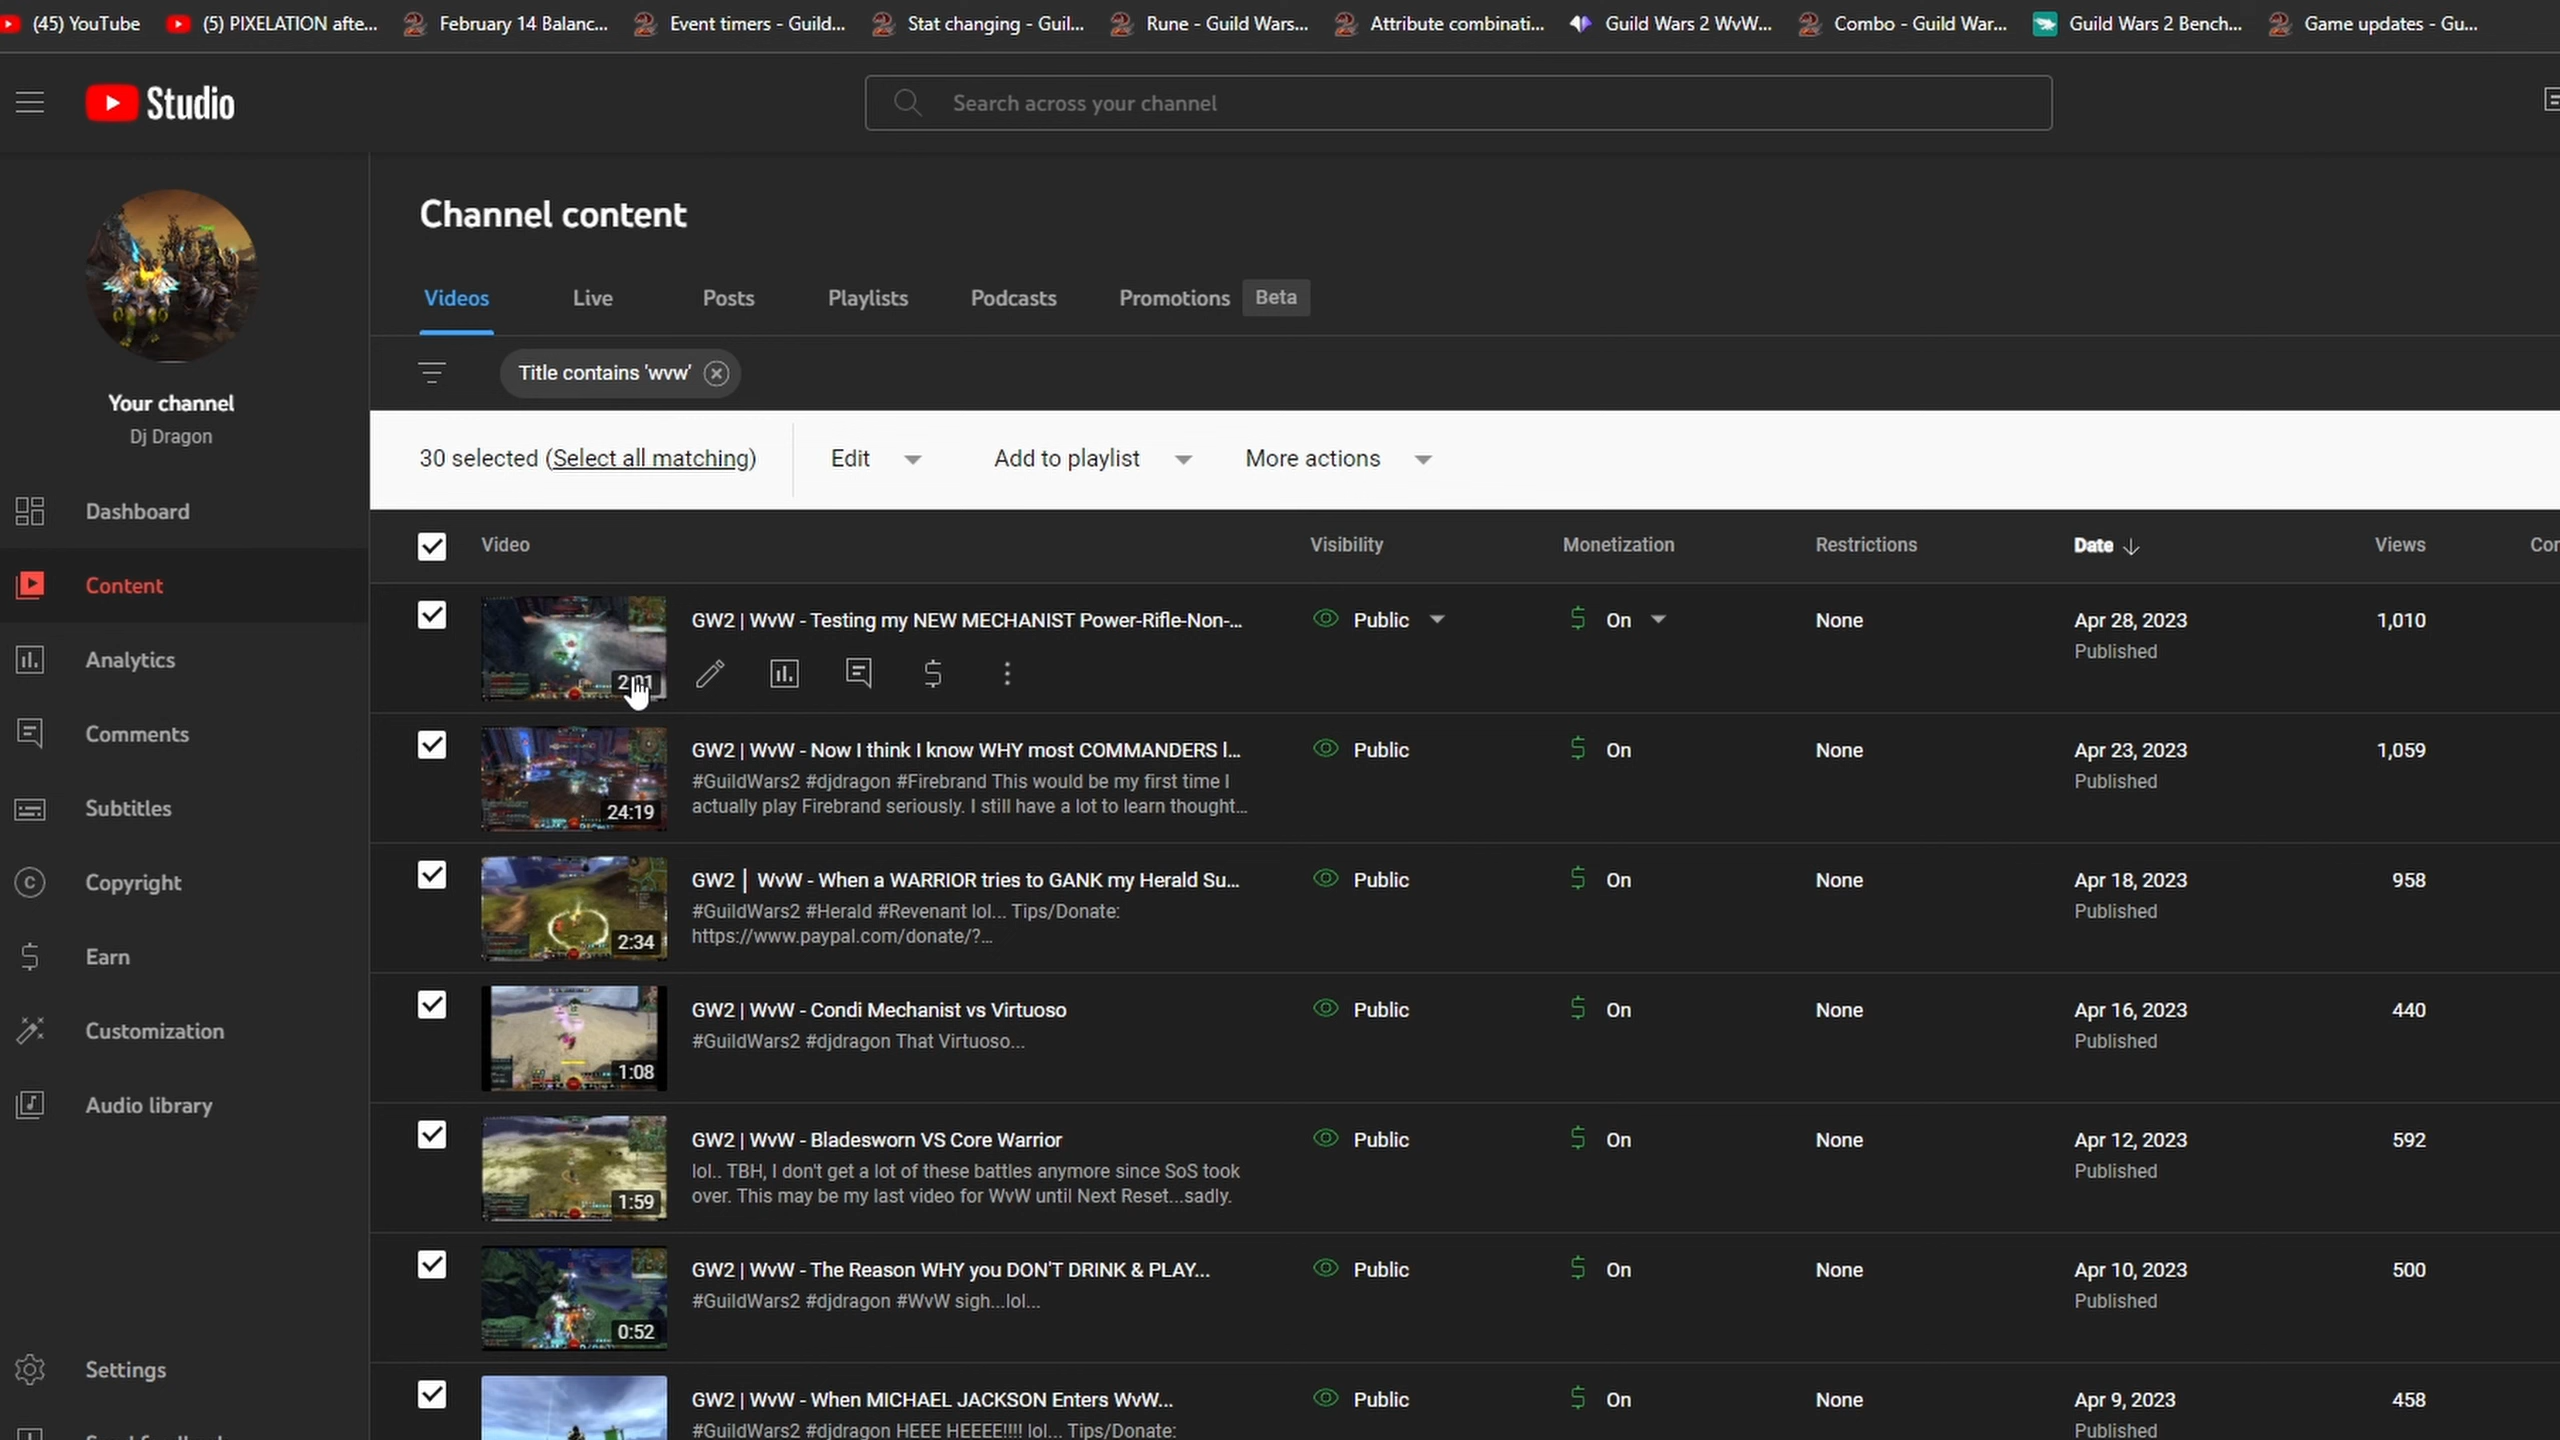 (45) YouTube (5) PIXELATION afte... February 14 Balanc... Event timers - Guild... Stat changing - Guil... Rune - Guild Wars... Attribute combinati... Guild Wars 2 WvW... Combo - Guild War... Guild Wars 2 Bench... Game updates - Gu...
Studio
Search across your channel
Your channel
Dj Dragon
Dashboard
Content
Analytics
Comments
Subtitles
Copyright
Earn
Customization
Audio library
Settings
Channel content
Videos Live Posts Playlists Podcasts Promotions Beta
Title contains 'wvw'
30 selected (Select all matching) Edit Add to playlist More actions
Video Visibility Monetization Restrictions Date Views
GW2 | WvW - Testing my NEW MECHANIST Power-Rifle-Non-... Public On None Apr 28, 2023 1,010
Published
GW2 | WvW - Now I think I know WHY most COMMANDERS l... Public On None Apr 23, 2023 1,059
#GuildWars2 #djdragon #Firebrand This would be my first time I Published
24:19 actually play Firebrand seriously. I still have a lot to learn thought...
GW2 | WvW - When a WARRIOR tries to GANK my Herald Su... Public On None Apr 18, 2023 958
#GuildWars2 #Herald #Revenant lol... Tips/Donate: Published
2:34 https://www.paypal.com/donate/?...
GW2 | WvW - Condi Mechanist vs Virtuoso Public On None Apr 16, 2023 440
#GuildWars2 #djdragon That Virtuoso... Published
1:08
GW2 | WvW - Bladesworn VS Core Warrior Public On None Apr 12, 2023 592
lol.. TBH, I don't get a lot of these battles anymore since SoS took Published
1:59 over. This may be my last video for WvW until Next Reset...sadly.
GW2 | WvW - The Reason WHY you DON'T DRINK & PLAY... Public On None Apr 10, 2023 500
#GuildWars2 #djdragon #WvW sigh...lol... Published
0:52
GW2 | WvW - When MICHAEL JACKSON Enters WvW... Public On None Apr 9, 2023 458
#GuildWars2 #djdragon HEEE HEEEE!!!! lol... Tips/Donate: Published